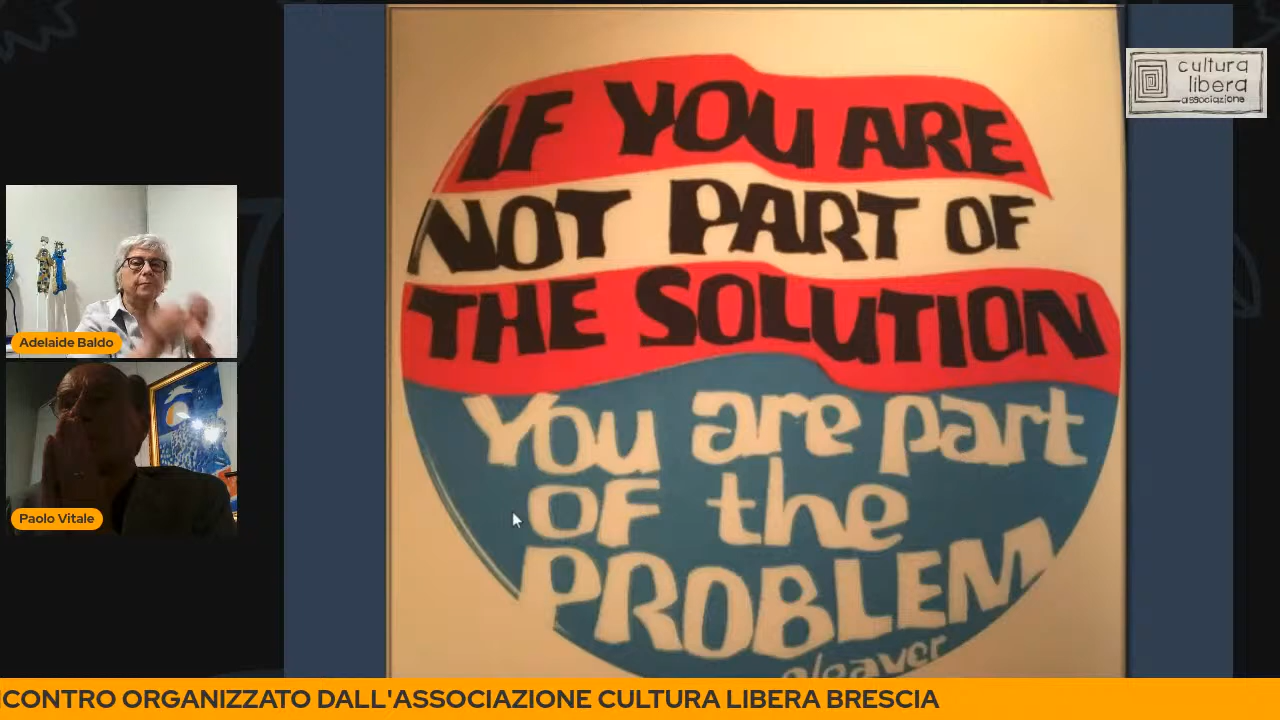 IF YOU ARE
NOT PART OF
THE SOLUTION
You are part
of the
PROBLEM
cleaver
cultura
libera
associazione
Adelaide Baldo
Paolo Vitale
NCONTRO ORGANIZZATO DALL'ASSOCIAZIONE CULTURA LIBERA BRESCIA